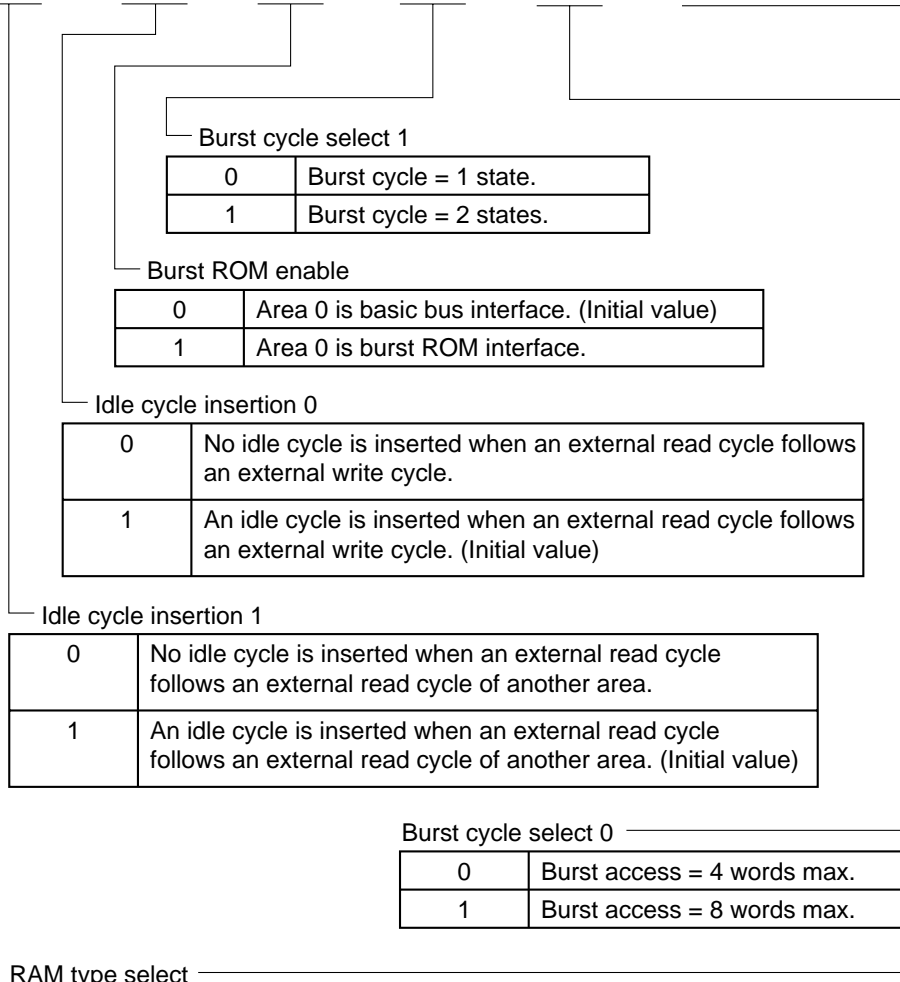 Burst cycle select 1
0 Burst cycle = 1 state.
1 Burst cycle = 2 states.
Burst ROM enable
0 Area 0 is basic bus interface. (Initial value)
1 Area 0 is burst ROM interface.
Idle cycle insertion 0
0 No idle cycle is inserted when an external read cycle follows
an external write cycle.
1 An idle cycle is inserted when an external read cycle follows
an external write cycle. (Initial value)
Idle cycle insertion 1
0 No idle cycle is inserted when an external read cycle
follows an external read cycle of another area.
1 An idle cycle is inserted when an external read cycle
follows an external read cycle of another area. (Initial value)
Burst cycle select 0
0 Burst access = 4 words max.
1 Burst access = 8 words max.
RAM type select